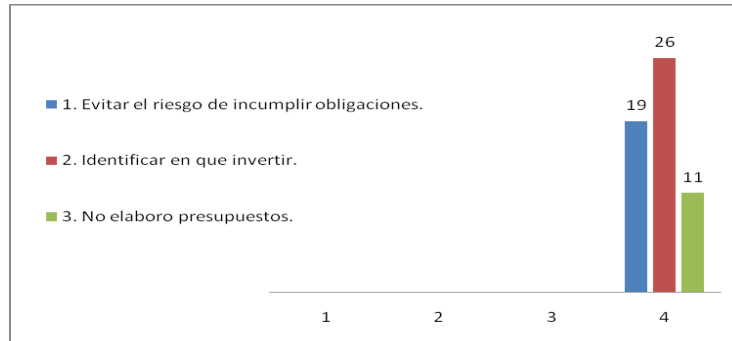 26
19
1. Evitar el riesgo de incumplir obligaciones.
2. Identificar en que invertir.
11
3. No elaboro presupuestos.
1 2 3 4